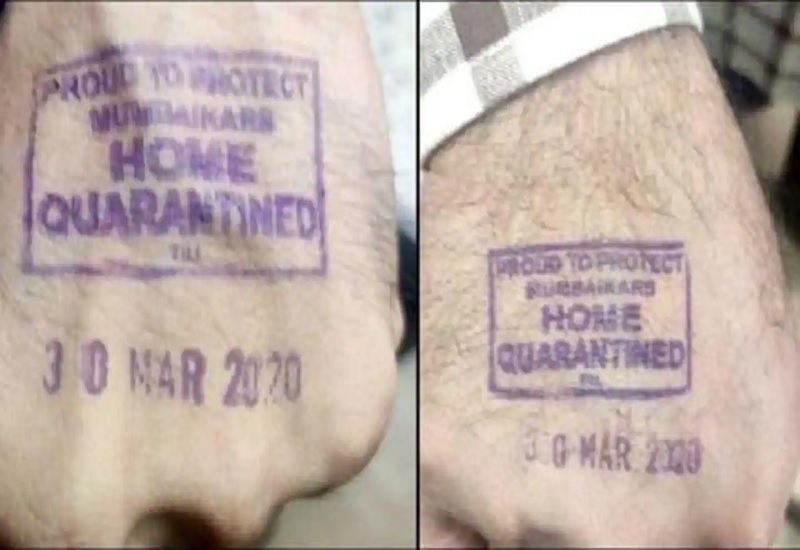 PROUD TO PROTECT
MUMBAIKARS
HOME
QUARANTINED
TILL
30 MAR 2020
PROUD TO PROTECT
MUMBAIKARS
HOME
QUARANTINED
TILL
30 MAR 2020